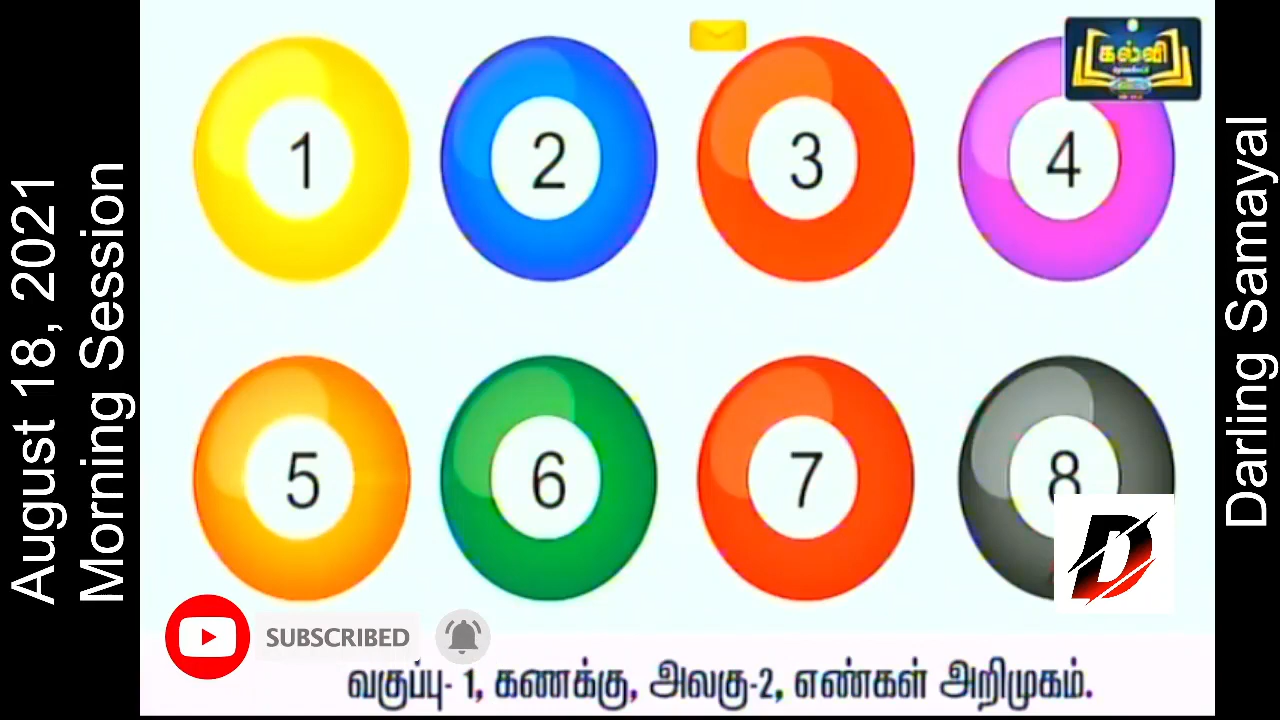 August 18, 2021
Morning Session
கல்வி
1 2 3 4
5 6 7 8
D
SUBSCRIBED
வகுப்பு- 1, கணக்கு, அலகு-2, எண்கள் அறிமுகம்.
Darling Samayal